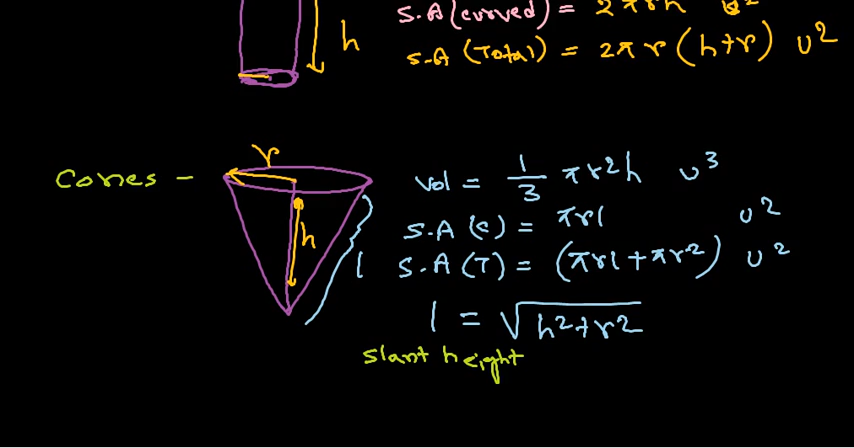 S.A (curved) = 2πrh u²
h
S.A (Total) = 2πr (h+r) u²
r
Cones -
Vol = 1/3 πr²h u³
S.A (c) = πrl u²
h
l
S.A (T) = (πrl + πr²) u²
l = √h²+r²
slant height